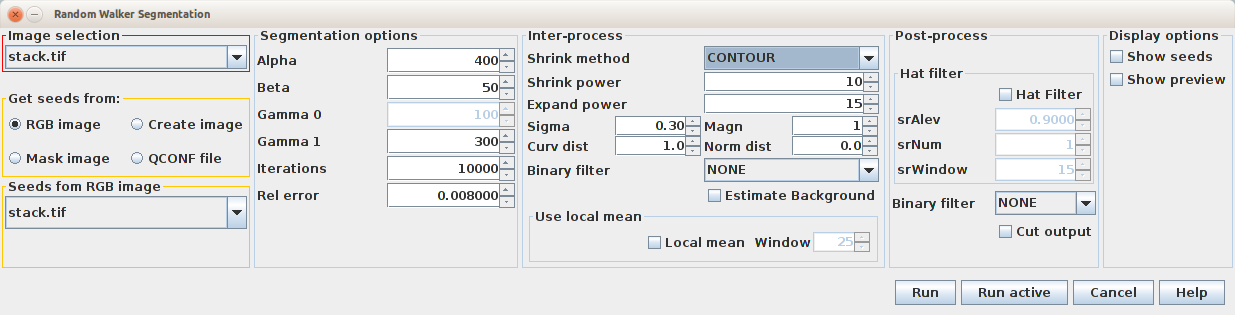 Random Walker Segmentation
Image selection
stack.tif
Get seeds from:
RGB image Create image
Mask image QCONF file
Seeds fom RGB image
stack.tif
Segmentation options
Alpha 400
Beta 50
Gamma 0 100
Gamma 1 300
Iterations 10000
Rel error 0.008000
Inter-process
Shrink method CONTOUR
Shrink power 10
Expand power 15
Sigma 0.30 Magn 1
Curv dist 1.0 Norm dist 0.0
Binary filter NONE
Estimate Background
Use local mean
Local mean Window 25
Post-process
Hat filter
Hat Filter
srAlev 0.9000
srNum 1
srWindow 15
Binary filter NONE
Cut output
Display options
Show seeds
Show preview
Run Run active Cancel Help